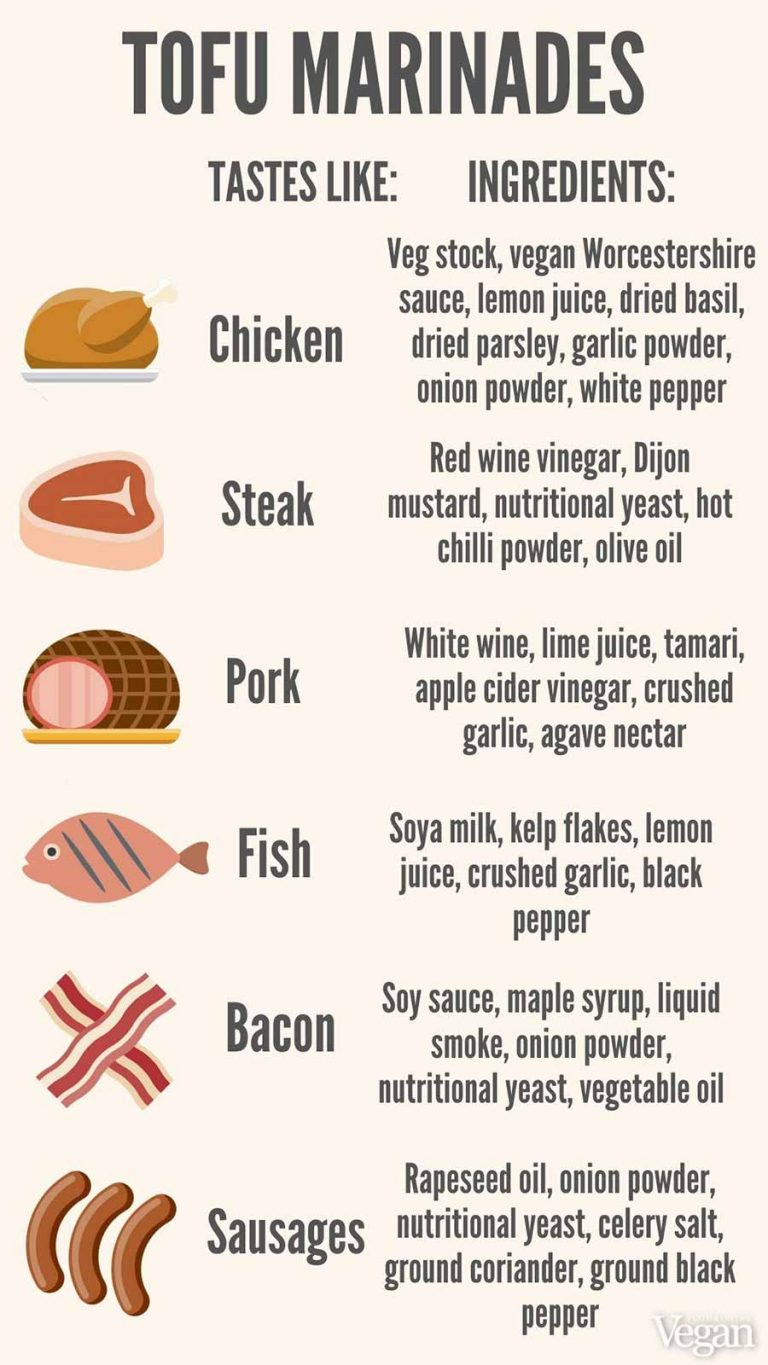 TOFU MARINADES
TASTES LIKE: INGREDIENTS:
Veg stock, vegan Worcestershire
sauce, lemon juice, dried basil,
Chicken
dried parsley, garlic powder,
onion powder, white pepper
Red wine vinegar, Dijon
Steak
mustard, nutritional yeast, hot
chilli powder, olive oil
White wine, lime juice, tamari,
Pork
apple cider vinegar, crushed
garlic, agave nectar
Soya milk, kelp flakes, lemon
Fish
juice, crushed garlic, black
pepper
Soy sauce, maple syrup, liquid
Bacon
smoke, onion powder,
nutritional yeast, vegetable oil
Rapeseed oil, onion powder,
Sausages
nutritional yeast, celery salt,
ground coriander, ground black
pepper
Vegan